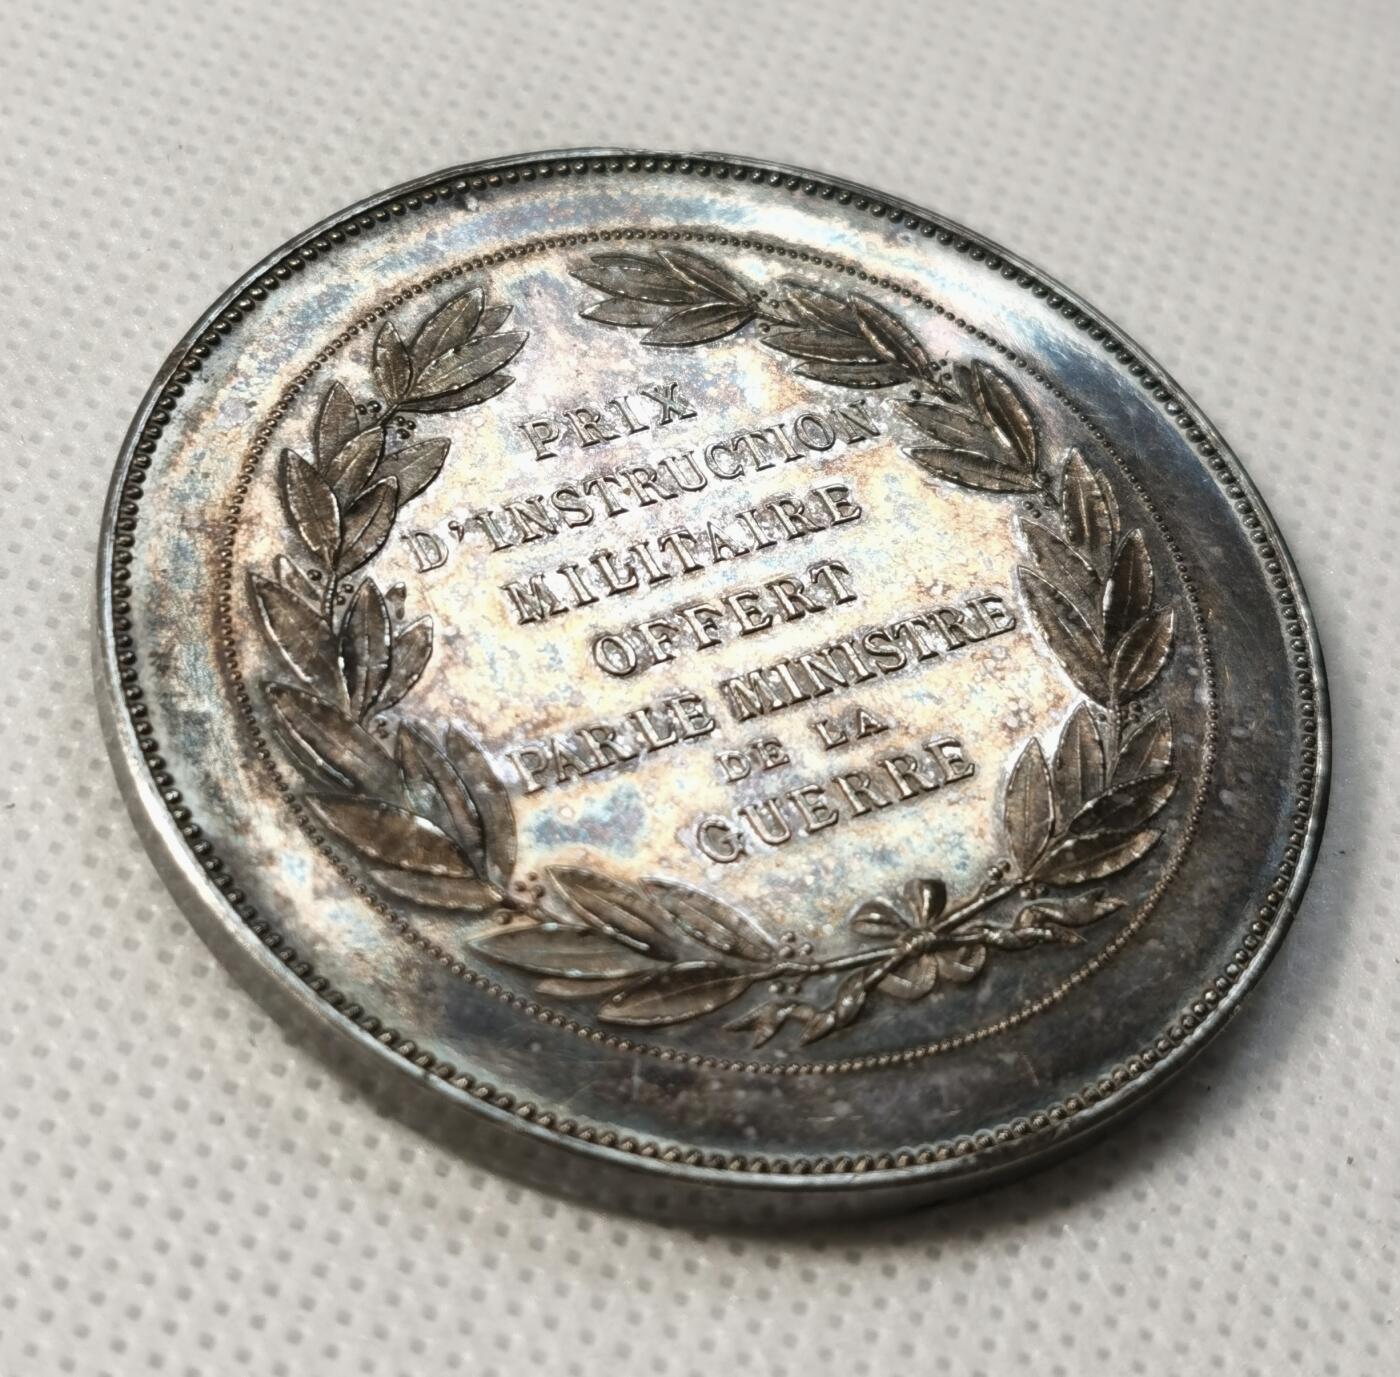 PRIX
D'INSTRUCTION
MILITAIRE
OFFERT
PAR LE MINISTRE
DE LA
GUERRE